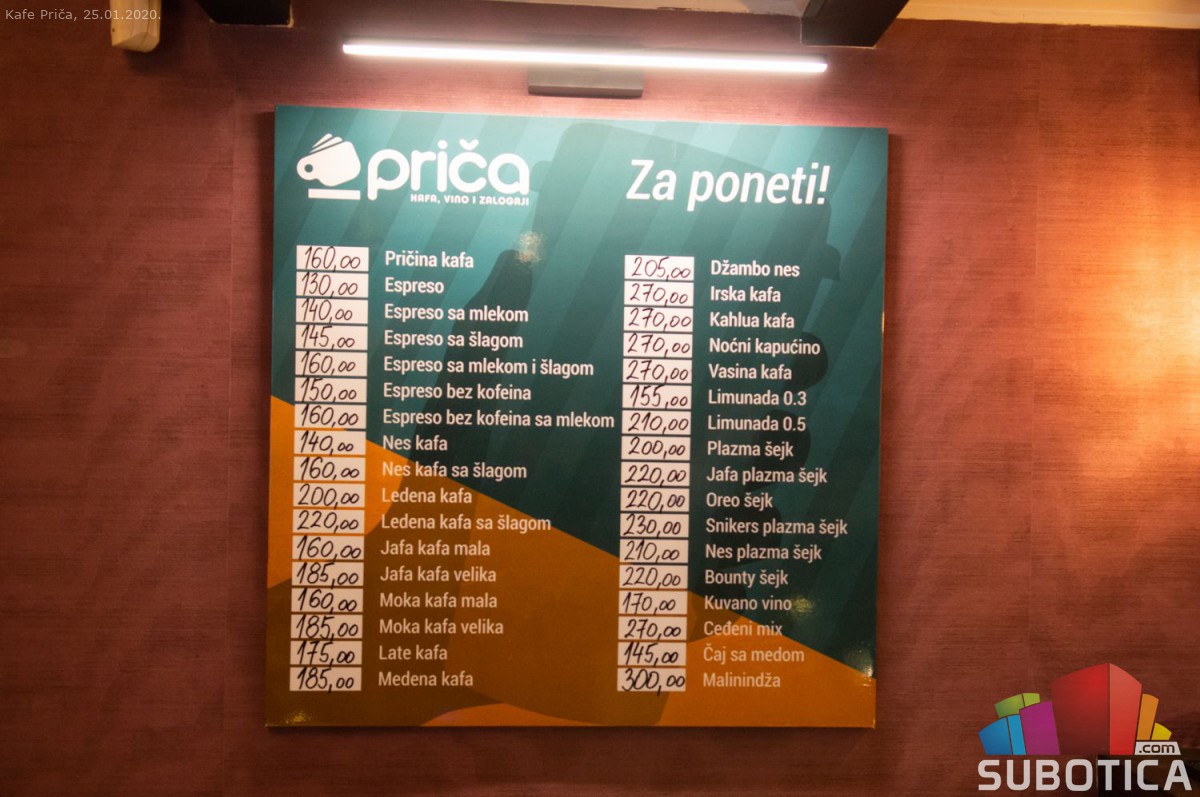 Kafe Priča, 25.01.2020.
priča
KAFA, VINO I ZALOGAJI
Za poneti!
160,00 Pričina kafa
130,00 Espreso
140,00 Espreso sa mlekom
145,00 Espreso sa šlagom
160,00 Espreso sa mlekom i šlagom
150,00 Espreso bez kofeina
160,00 Espreso bez kofeina sa mlekom
140,00 Nes kafa
160,00 Nes kafa sa šlagom
200,00 Ledena kafa
220,00 Ledena kafa sa šlagom
160,00 Jafa kafa mala
185,00 Jafa kafa velika
160,00 Moka kafa mala
185,00 Moka kafa velika
175,00 Late kafa
185,00 Medena kafa
205,00 Džambo nes
270,00 Irska kafa
270,00 Kahlua kafa
270,00 Noćni kapućino
270,00 Vasina kafa
155,00 Limunada 0.3
210,00 Limunada 0.5
200,00 Plazma šejk
220,00 Jafa plazma šejk
220,00 Oreo šejk
230,00 Snikers plazma šejk
210,00 Nes plazma šejk
220,00 Bounty šejk
170,00 Kuvano vino
270,00 Ceđeni mix
145,00 Čaj sa medom
300,00 Malinindža
.com
SUBOTICA